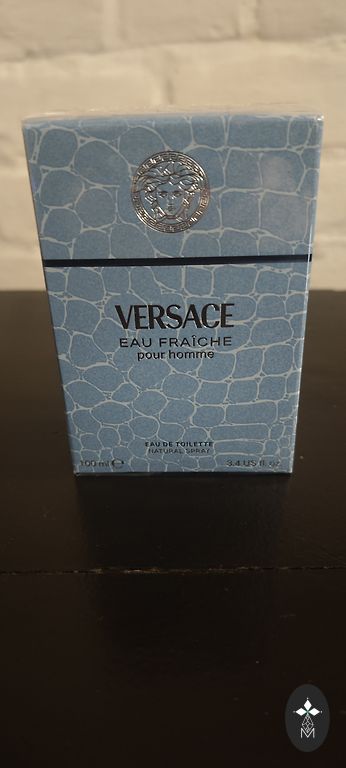 VERSACE
EAU FRAÎCHE
pour homme
EAU DE TOILETTE
NATURAL SPRAY
100 ml ℮
3.4 US fl. oz
M